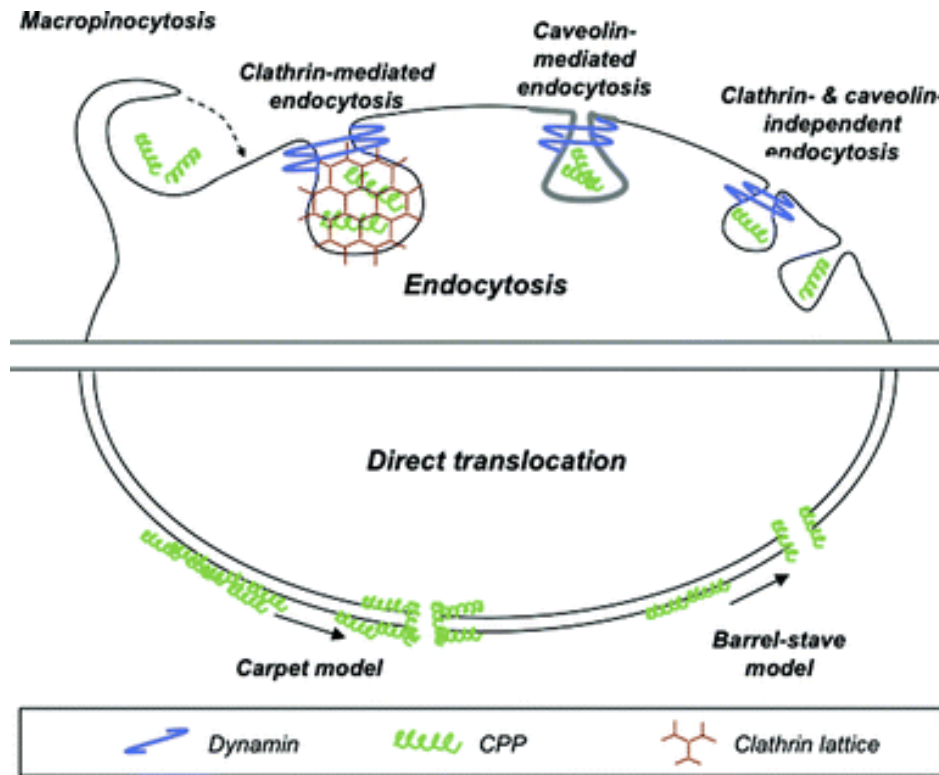 Macropinocytosis
Clathrin-mediated
endocytosis
Caveolin-
mediated
endocytosis
Clathrin- & caveolin-
independent
endocytosis
Endocytosis
Direct translocation
Carpet model
Barrel-stave
model
Dynamin
CPP
Clathrin lattice